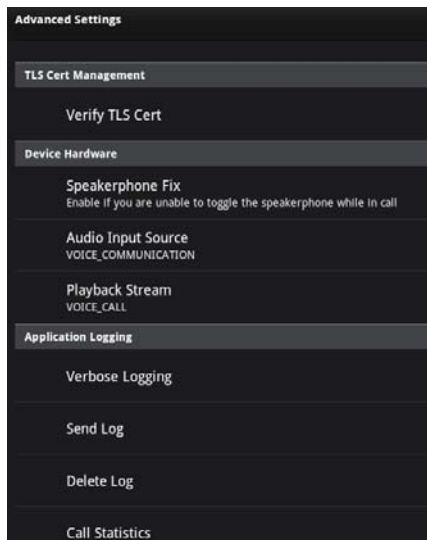 Advanced Settings
TLS Cert Management
Verify TLS Cert
Device Hardware
Speakerphone Fix
Enable if you are unable to toggle the speakerphone while in call
Audio Input Source
VOICE_COMMUNICATION
Playback Stream
VOICE_CALL
Application Logging
Verbose Logging
Send Log
Delete Log
Call Statistics